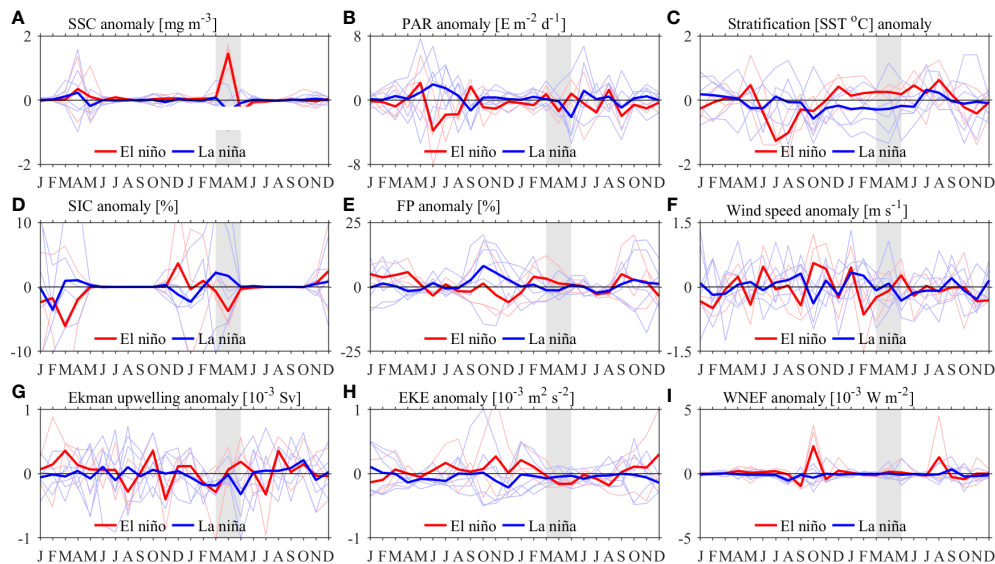 A SSC anomaly [mg m⁻³]
2
0
-2
El niño La niña
J F M A M J J A S O N D J F M A M J J A S O N D
B PAR anomaly [E m⁻² d⁻¹]
8
0
-8
El niño La niña
J F M A M J J A S O N D J F M A M J J A S O N D
C Stratification [SST °C] anomaly
2
0
-2
El niño La niña
J F M A M J J A S O N D J F M A M J J A S O N D
D SIC anomaly [%]
10
0
-10
El niño La niña
J F M A M J J A S O N D J F M A M J J A S O N D
E FP anomaly [%]
25
0
-25
El niño La niña
J F M A M J J A S O N D J F M A M J J A S O N D
F Wind speed anomaly [m s⁻¹]
1.5
0
-1.5
El niño La niña
J F M A M J J A S O N D J F M A M J J A S O N D
G Ekman upwelling anomaly [10⁻³ Sv]
1
0
-1
El niño La niña
J F M A M J J A S O N D J F M A M J J A S O N D
H EKE anomaly [10⁻³ m² s⁻²]
1
0
-1
El niño La niña
J F M A M J J A S O N D J F M A M J J A S O N D
I WNEF anomaly [10⁻³ W m⁻²]
5
0
-5
El niño La niña
J F M A M J J A S O N D J F M A M J J A S O N D